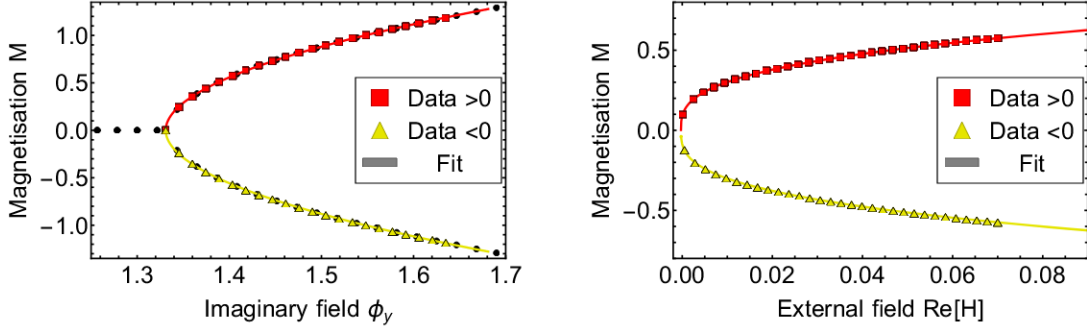 Magnetisation M
1.0
0.5
0.0
−0.5
−1.0
Data >0
Data <0
Fit
1.3
1.4
1.5
1.6
1.7
Imaginary field ϕy
Magnetisation M
0.5
0.0
−0.5
Data >0
Data <0
Fit
0.00
0.02
0.04
0.06
0.08
External field Re[H]